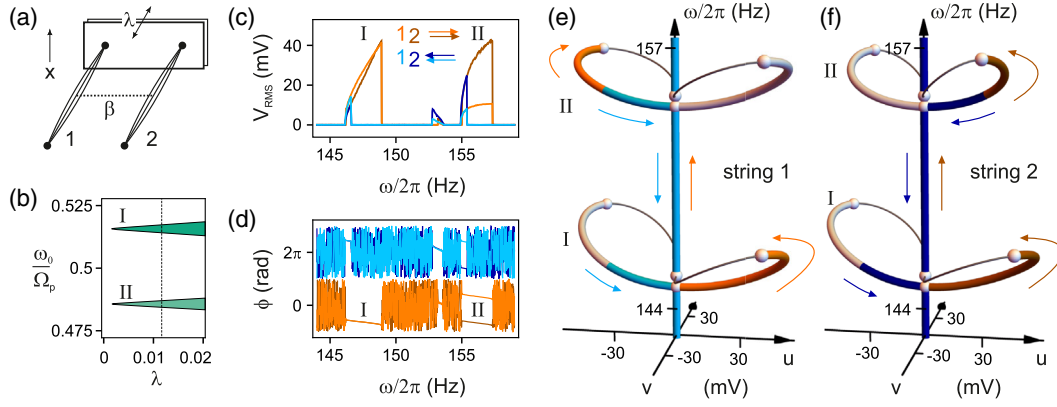 (a)
λ
x
β
1
2
(b)
0.525
I
ω₀
Ωₚ
0.5
II
0.475
0
0.01
0.02
λ
(c)
I
12
II
12
40
20
0
V_RMS (mV)
145
150
155
ω/2π (Hz)
(d)
2π
0
ϕ (rad)
I
II
145
150
155
ω/2π (Hz)
(e)
ω/2π (Hz)
157
II
string 1
I
144
30
-30
-30
30
u
v
(mV)
(f)
ω/2π (Hz)
157
II
string 2
I
144
30
-30
-30
30
u
v
(mV)